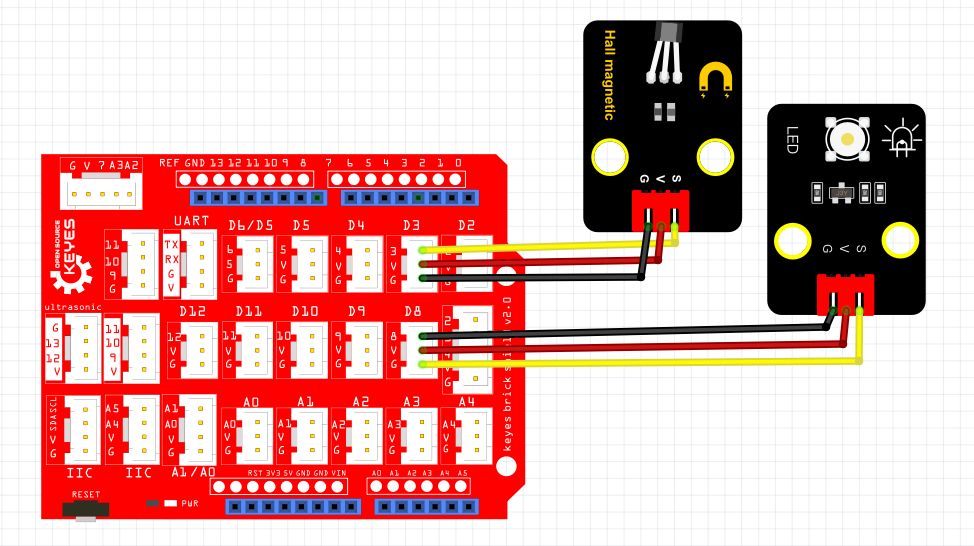 Hall magnetic
G V S
LED
G V S
G V 7 A3A2
REF GND 13 12 11 10 9 8 7 6 5 4 3 2 1 0
OPEN SOURCE
KEYES
UART
D6/D5
D5
D4
D3
D2
11
10
9
G
TX
RX
G
V
6
5
G
5
V
G
4
V
G
3
V
G
ultrasonic
D12
D11
D10
D9
D8
G
13
12
V
11
10
9
V
12
V
G
11
V
G
10
V
G
9
V
G
8
V
G
2
G
keyes brick shield v2.0
A0
A1
A2
A3
A4
SDA SCL
V
G
A5
A4
V
G
A1
A0
V
G
A0
V
G
A1
V
G
A2
V
G
A3
V
G
A4
V
G
IIC
IIC
A1/A0
RST 3V3 5V GND GND VIN
A0 A1 A2 A3 A4 A5
RESET
PWR